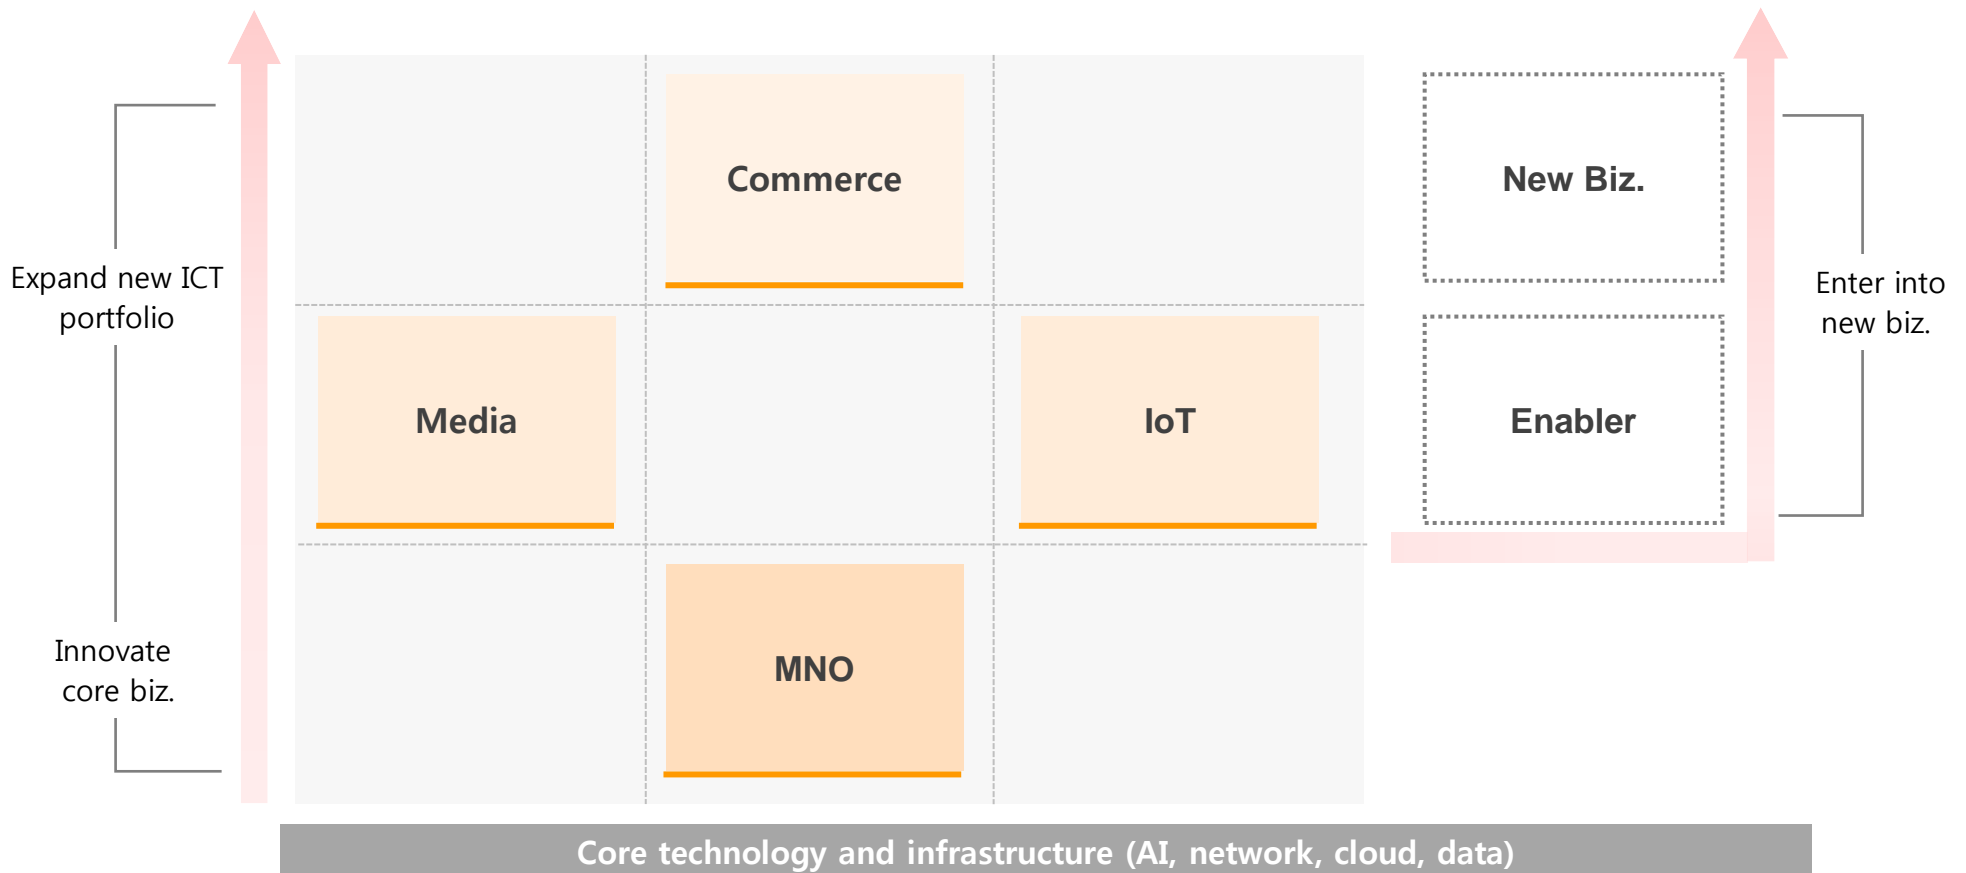 Commerce
New Biz.
Expand new ICT
portfolio
Enter into
new biz.
Media
IoT
Enabler
Innovate
core biz.
MNO
Core technology and infrastructure (AI, network, cloud, data)